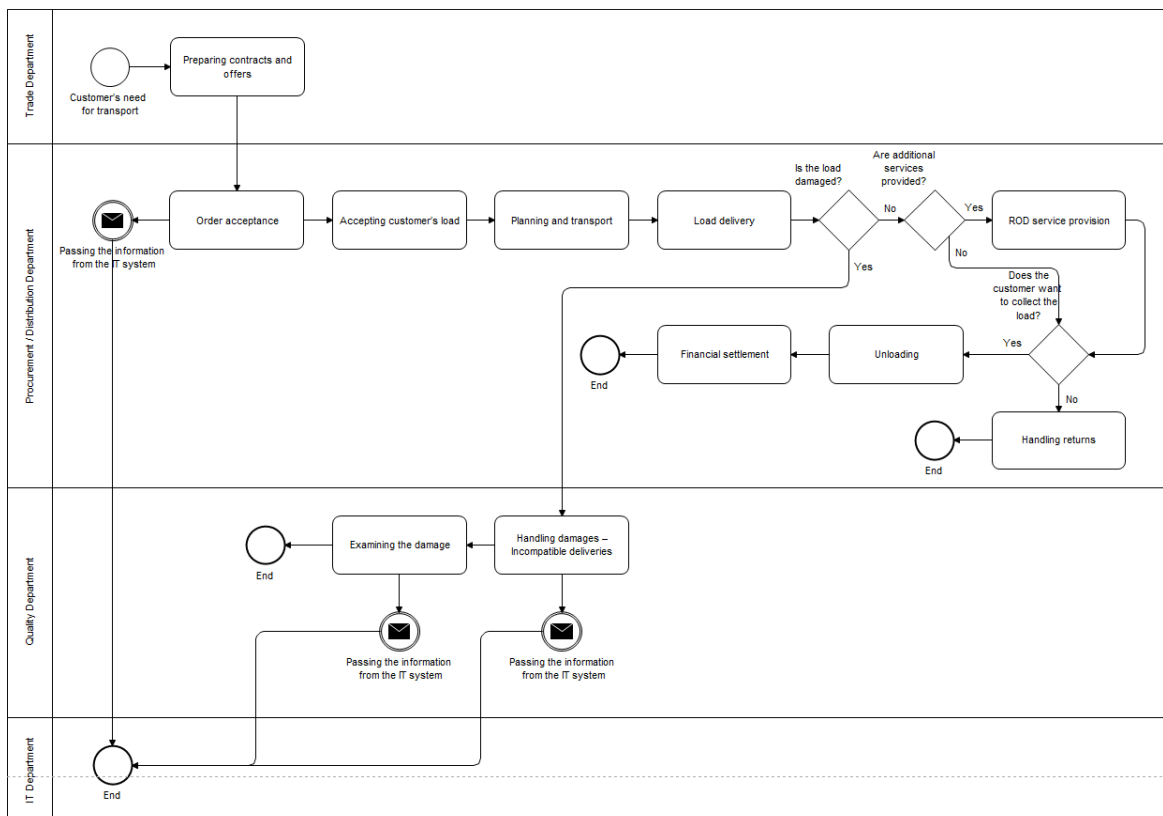 Trade Department
Preparing contracts and
offers
Customer's need
for transport
Procurement / Distribution Department
Is the load
damaged?
Are additional
services
provided?
Order acceptance
Accepting customer's load
Planning and transport
Load delivery
No
Yes
ROD service provision
Passing the information
from the IT system
Yes
No
Does the
customer want
to collect the
load?
End
Financial settlement
Unloading
Yes
No
Handling returns
End
Quality Department
Examining the damage
Handling damages –
Incompatible deliveries
End
Passing the information
from the IT system
Passing the information
from the IT system
IT Department
End